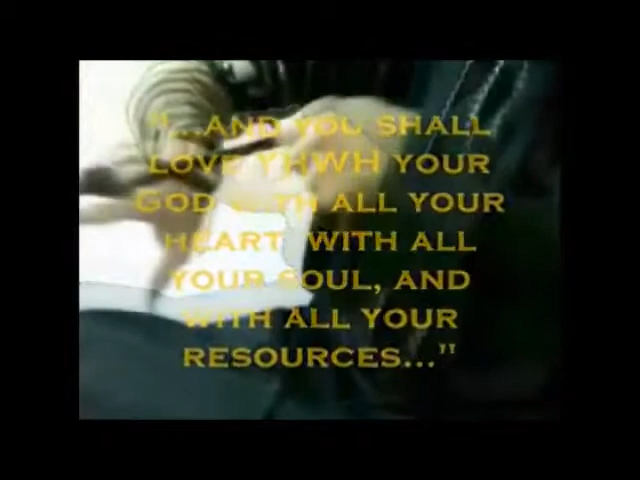 "...AND YOU SHALL
LOVE YHWH YOUR
GOD WITH ALL YOUR
HEART, WITH ALL
YOUR SOUL, AND
WITH ALL YOUR
RESOURCES..."